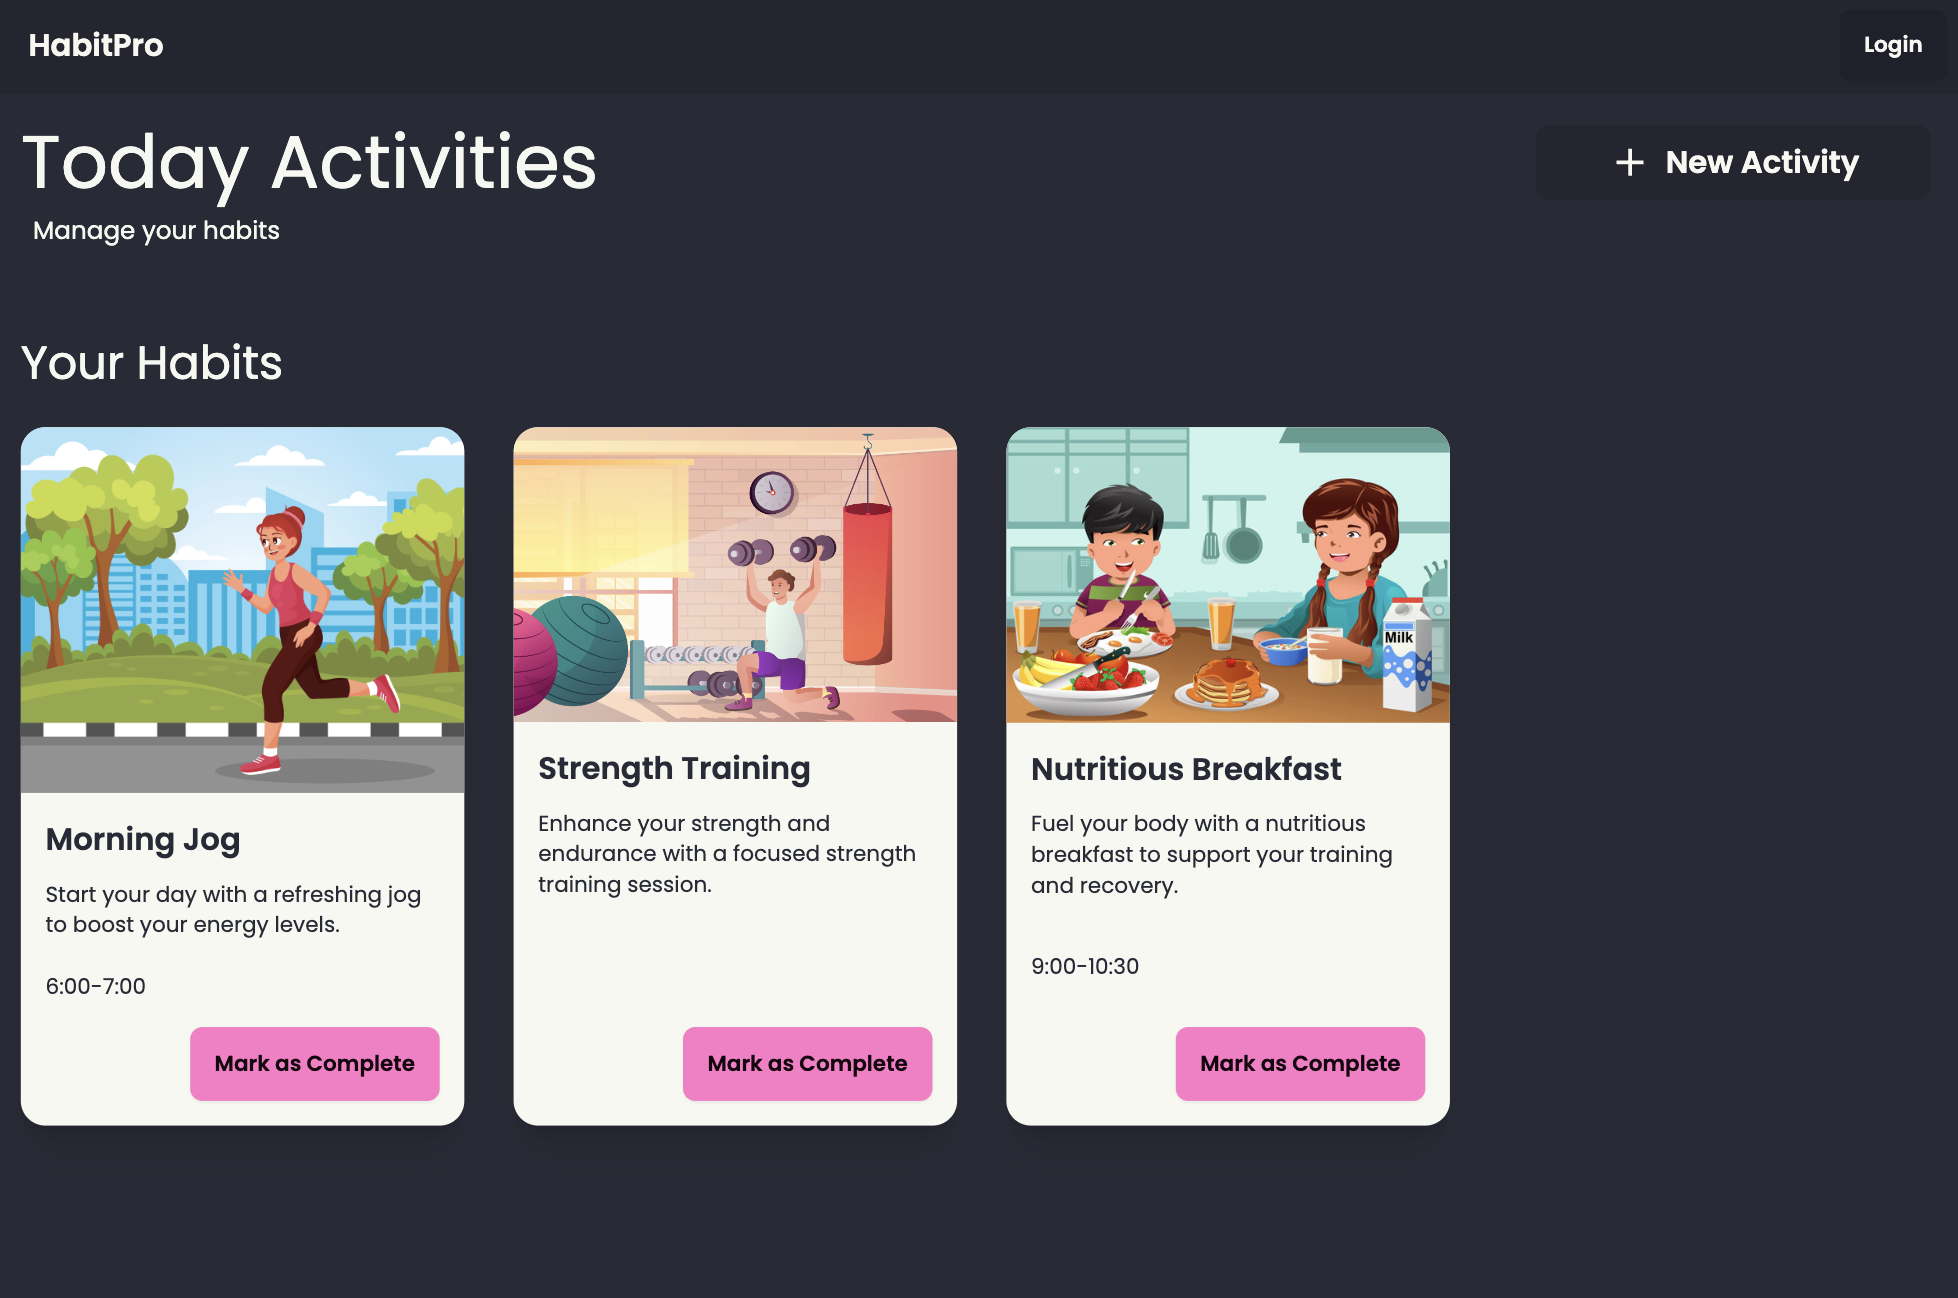 HabitPro
Login
Today Activities
+ New Activity
Manage your habits
Your Habits
Milk
Morning Jog
Start your day with a refreshing jog
to boost your energy levels.
6:00-7:00
Mark as Complete
Strength Training
Enhance your strength and
endurance with a focused strength
training session.
Mark as Complete
Nutritious Breakfast
Fuel your body with a nutritious
breakfast to support your training
and recovery.
9:00-10:30
Mark as Complete